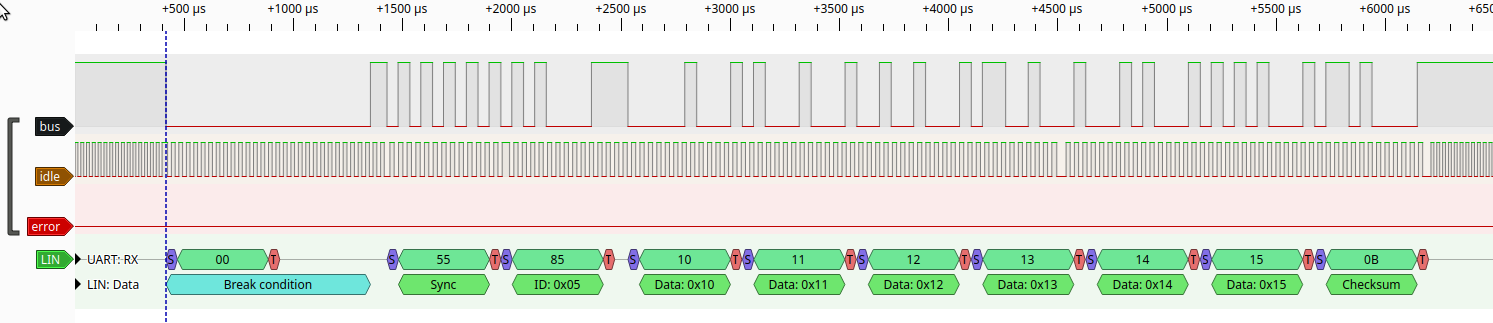 +500 µs +1000 µs +1500 µs +2000 µs +2500 µs +3000 µs +3500 µs +4000 µs +4500 µs +5000 µs +5500 µs +6000 µs +650
bus
idle
error
LIN UART: RX S 00 T S 55 T S 85 T S 10 T S 11 T S 12 T S 13 T S 14 T S 15 T S 0B T
LIN: Data Break condition Sync ID: 0x05 Data: 0x10 Data: 0x11 Data: 0x12 Data: 0x13 Data: 0x14 Data: 0x15 Checksum